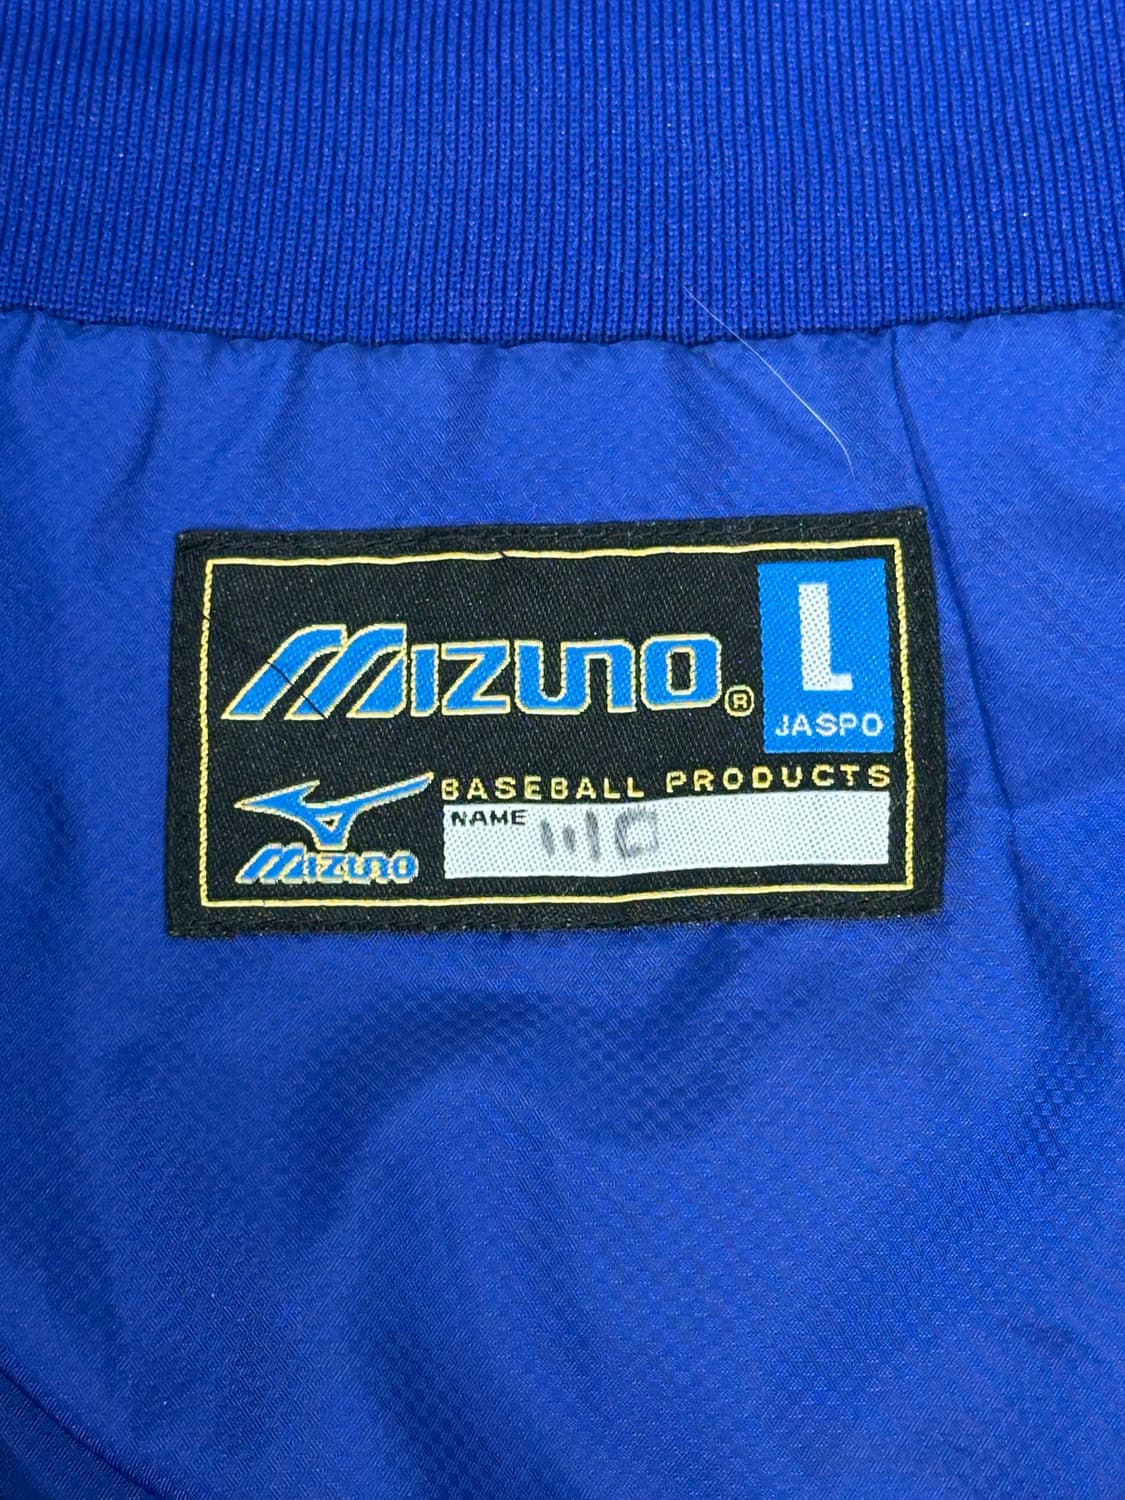 MIZUNO®
L
JASPO
BASEBALL PRODUCTS
NAME
MIZUNO